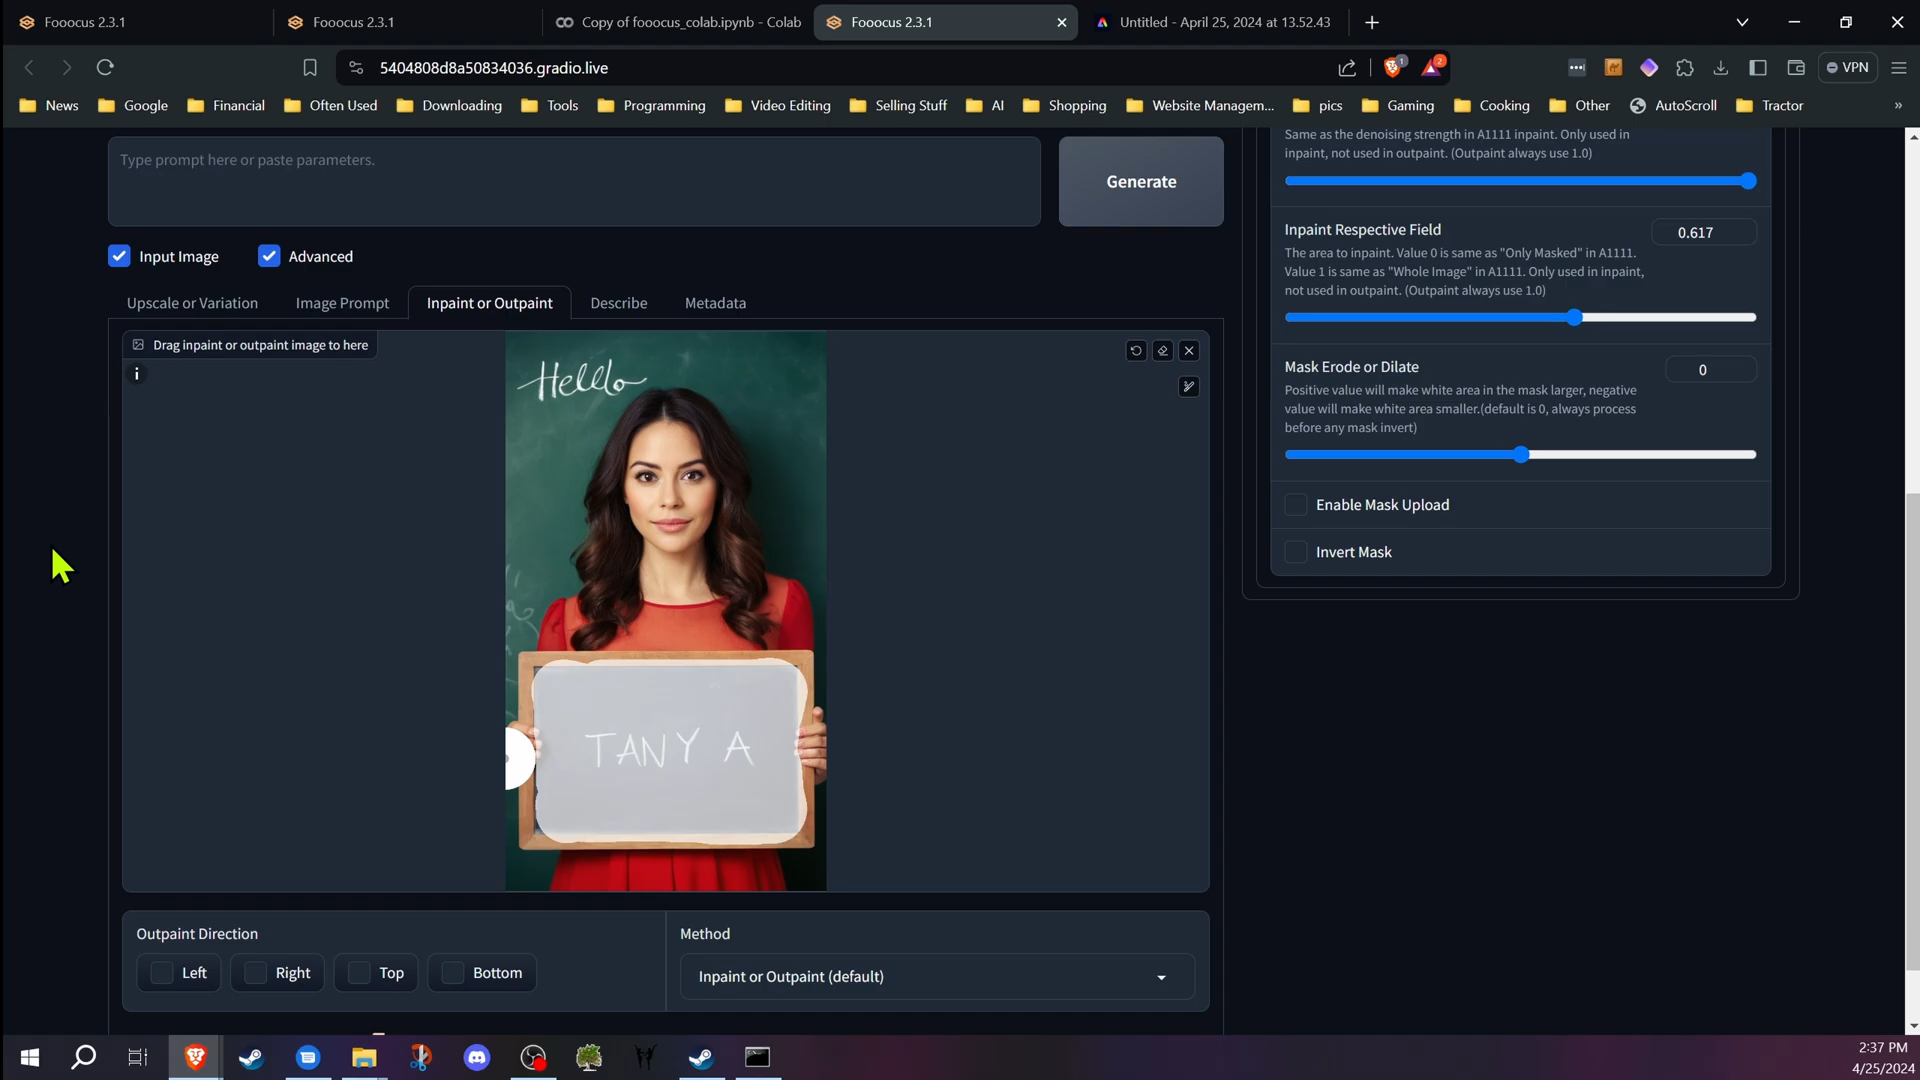 Fooocus 2.3.1
Fooocus 2.3.1
Copy of fooocus_colab.ipynb - Colab
Fooocus 2.3.1
Untitled - April 25, 2024 at 13.52.43
5404808d8a50834036.gradio.live
1
2
VPN
News
Google
Financial
Often Used
Downloading
Tools
Programming
Video Editing
Selling Stuff
AI
Shopping
Website Managem...
pics
Gaming
Cooking
Other
AutoScroll
Tractor
»
Type prompt here or paste parameters.
Generate
Input Image
Advanced
Upscale or Variation
Image Prompt
Inpaint or Outpaint
Describe
Metadata
Drag inpaint or outpaint image to here
Helllo
TANY A
Outpaint Direction
Left
Right
Top
Bottom
Method
Inpaint or Outpaint (default)
Same as the denoising strength in A1111 inpaint. Only used in
inpaint, not used in outpaint. (Outpaint always use 1.0)
Inpaint Respective Field
0.617
The area to inpaint. Value 0 is same as "Only Masked" in A1111.
Value 1 is same as "Whole Image" in A1111. Only used in inpaint,
not used in outpaint. (Outpaint always use 1.0)
Mask Erode or Dilate
0
Positive value will make white area in the mask larger, negative
value will make white area smaller.(default is 0, always process
before any mask invert)
Enable Mask Upload
Invert Mask
2:37 PM
4/25/2024